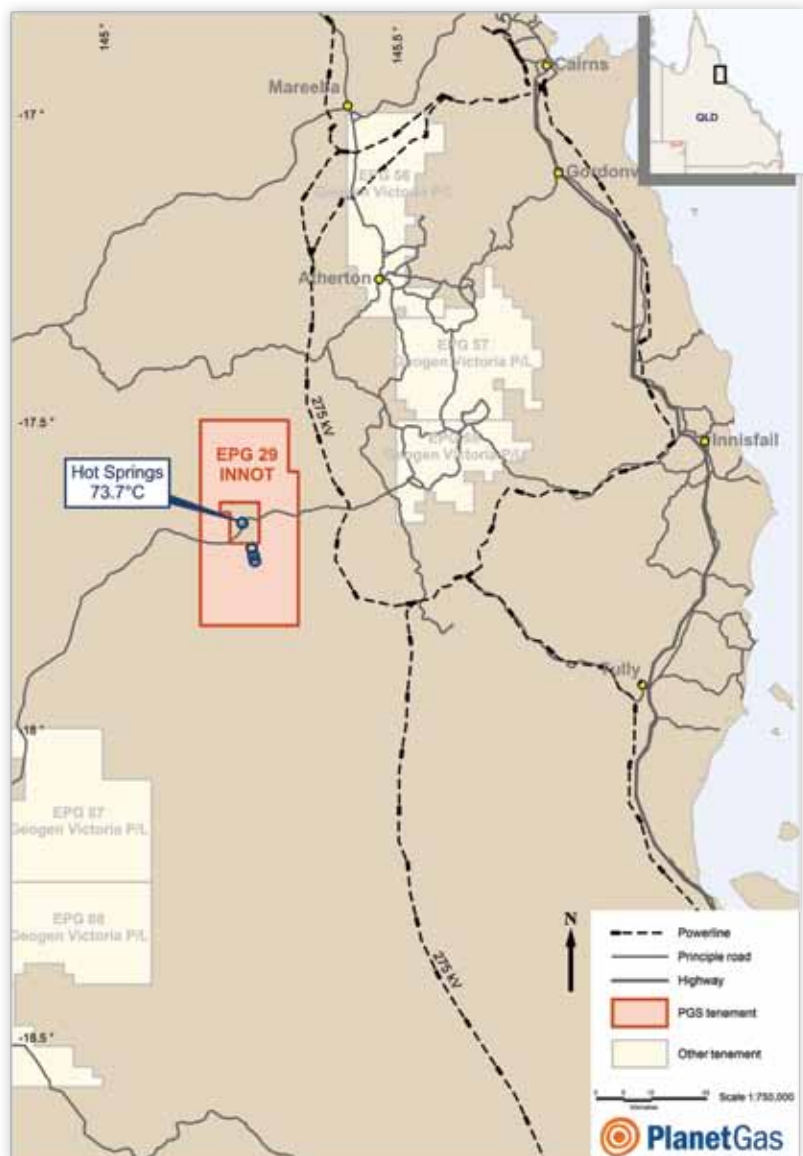 145 °
145.5 °
Cairns
QLD
Mareeba
-17 °
EPG 56
Geogen Victoria P/L
Gordonv
Atherton
EPG 57
Geogen Victoria P/L
275 kV
-17.5 °
EPG 29
INNOT
Geogen Victoria P/L
Innisfail
Hot Springs
73.7°C
Tully
-18 °
EPG 87
Geogen Victoria P/L
EPG 88
Geogen Victoria P/L
275 kV
-18.5 °
N
Powerline
Principle road
Highway
PGS tenement
Other tenement
Scale 1:750,000
PlanetGas